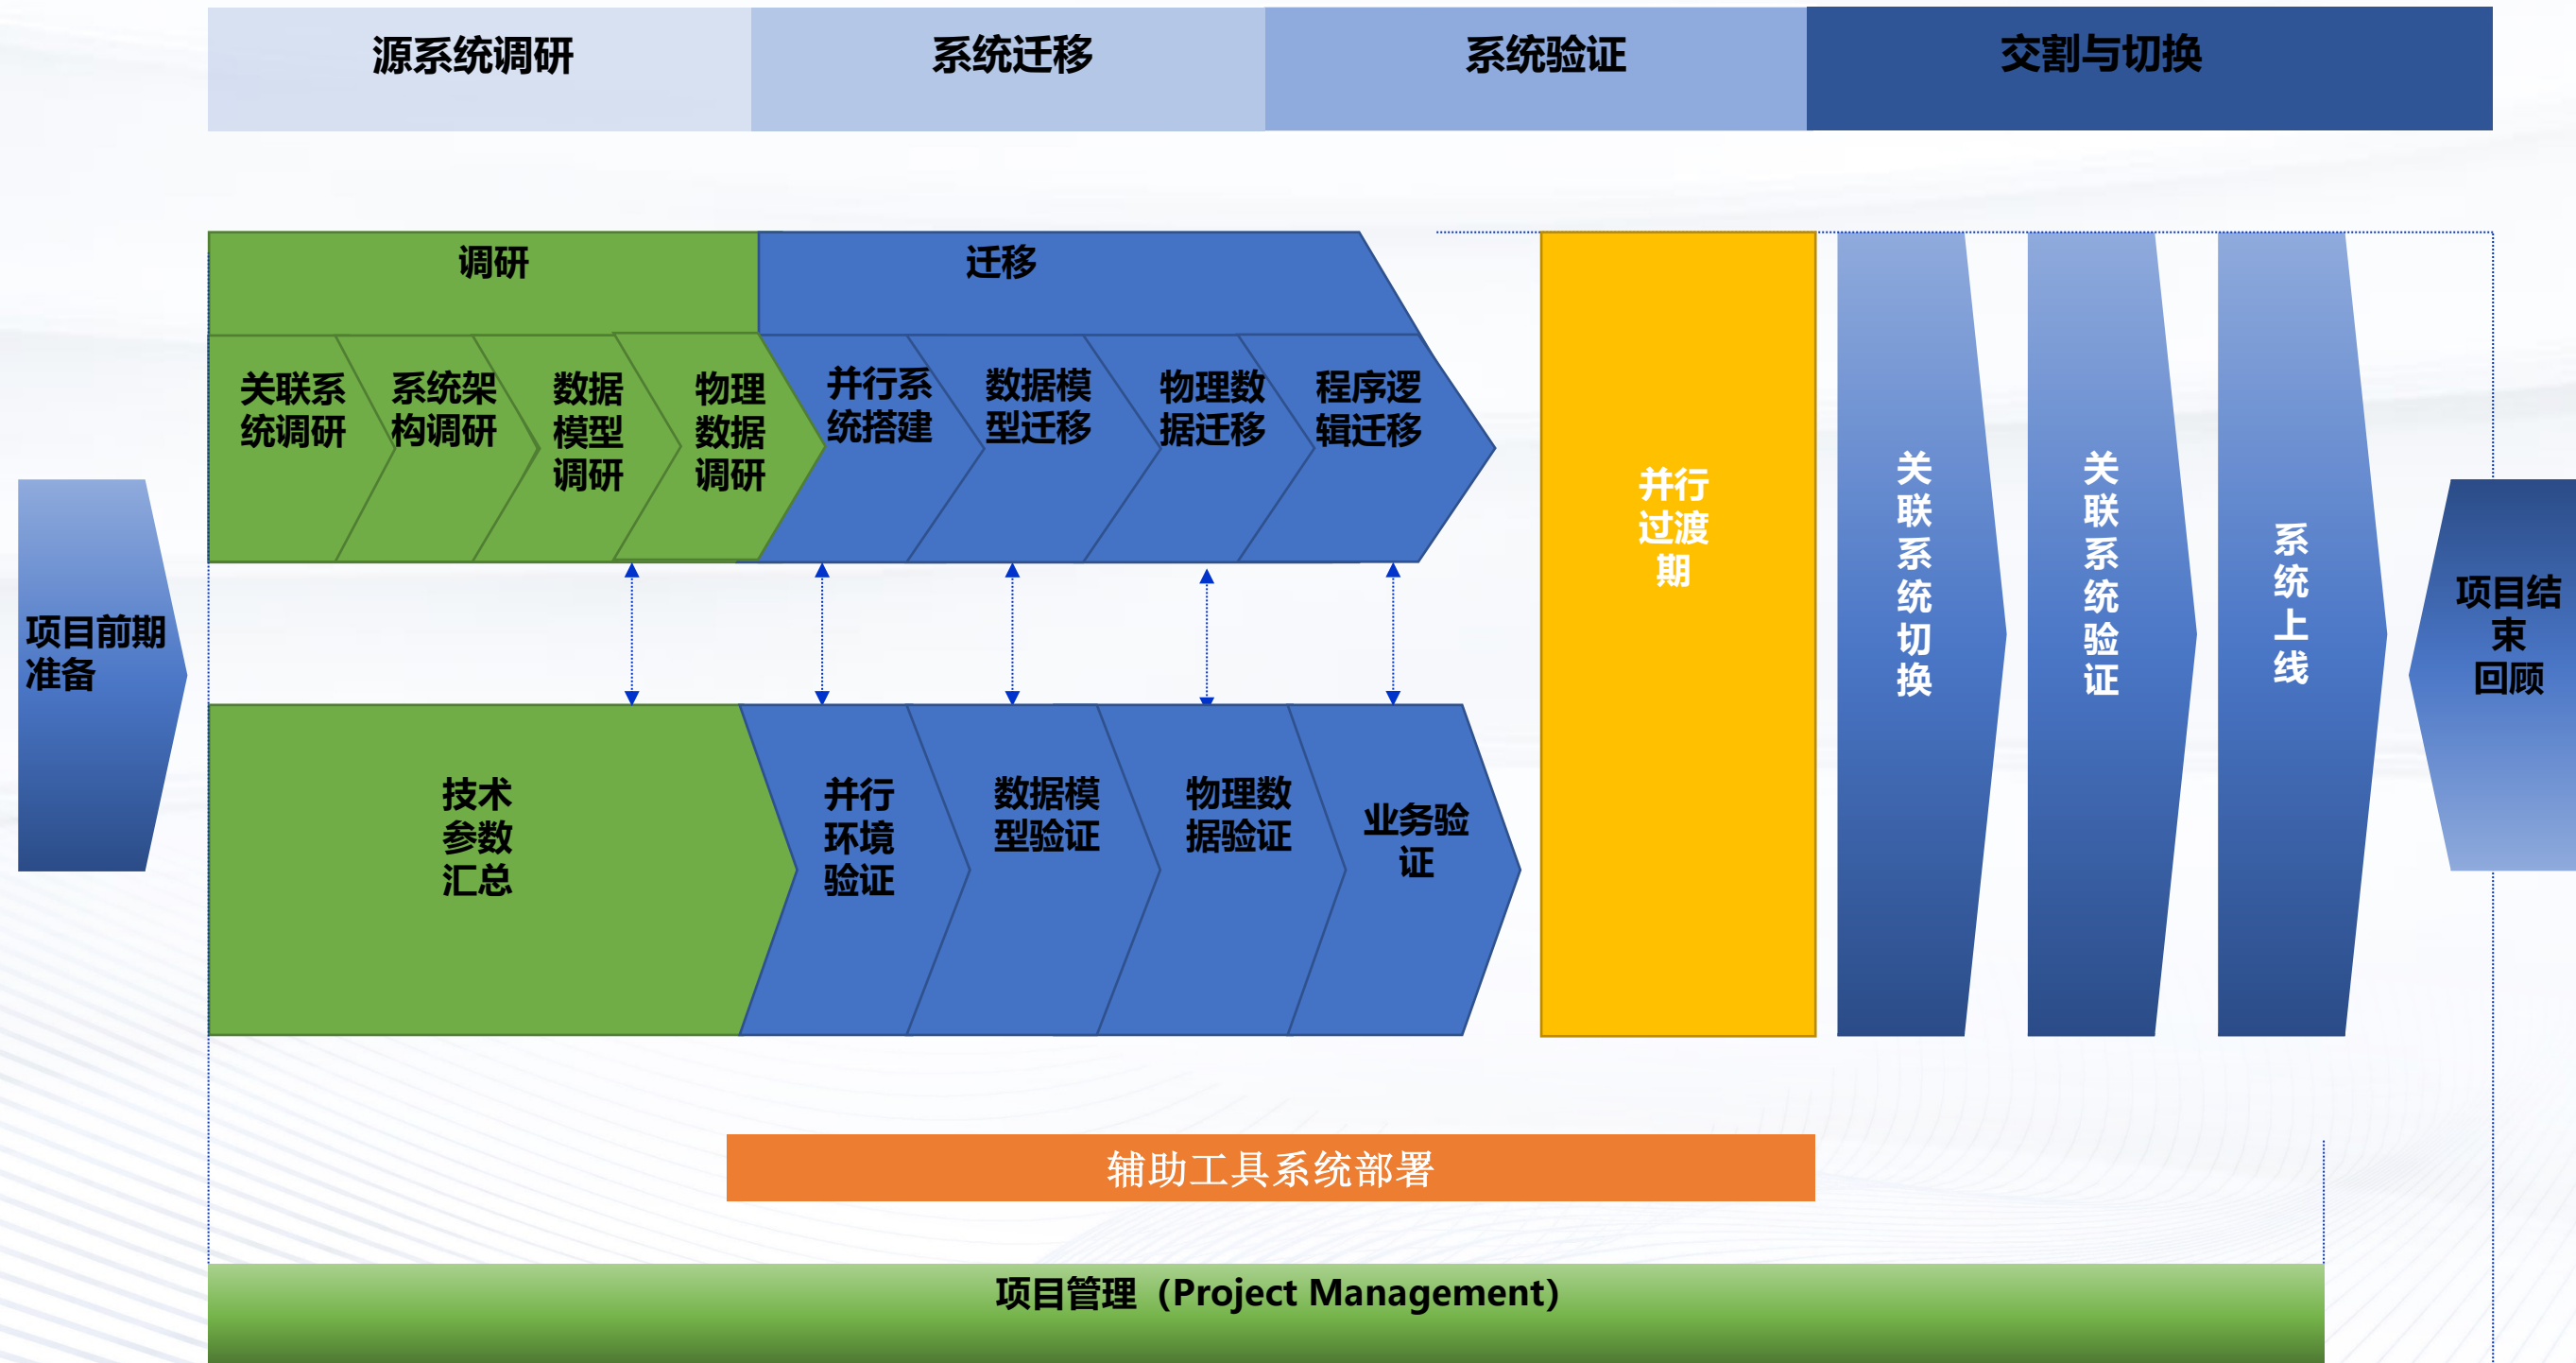 源系统调研
系统迁移
系统验证
交割与切换
调研
迁移
关联系
统调研
系统架
构调研
数据
模型
调研
物理
数据
调研
并行系
统搭建
数据模
型迁移
物理数
据迁移
程序逻
辑迁移
项目前期
准备
技术
参数
汇总
并行
环境
验证
数据模
型验证
物理数
据验证
业务验
证
并行
过渡
期
关
联
系
统
切
换
关
联
系
统
验
证
系
统
上
线
项目结
束
回顾
辅助工具系统部署
项目管理（Project Management）